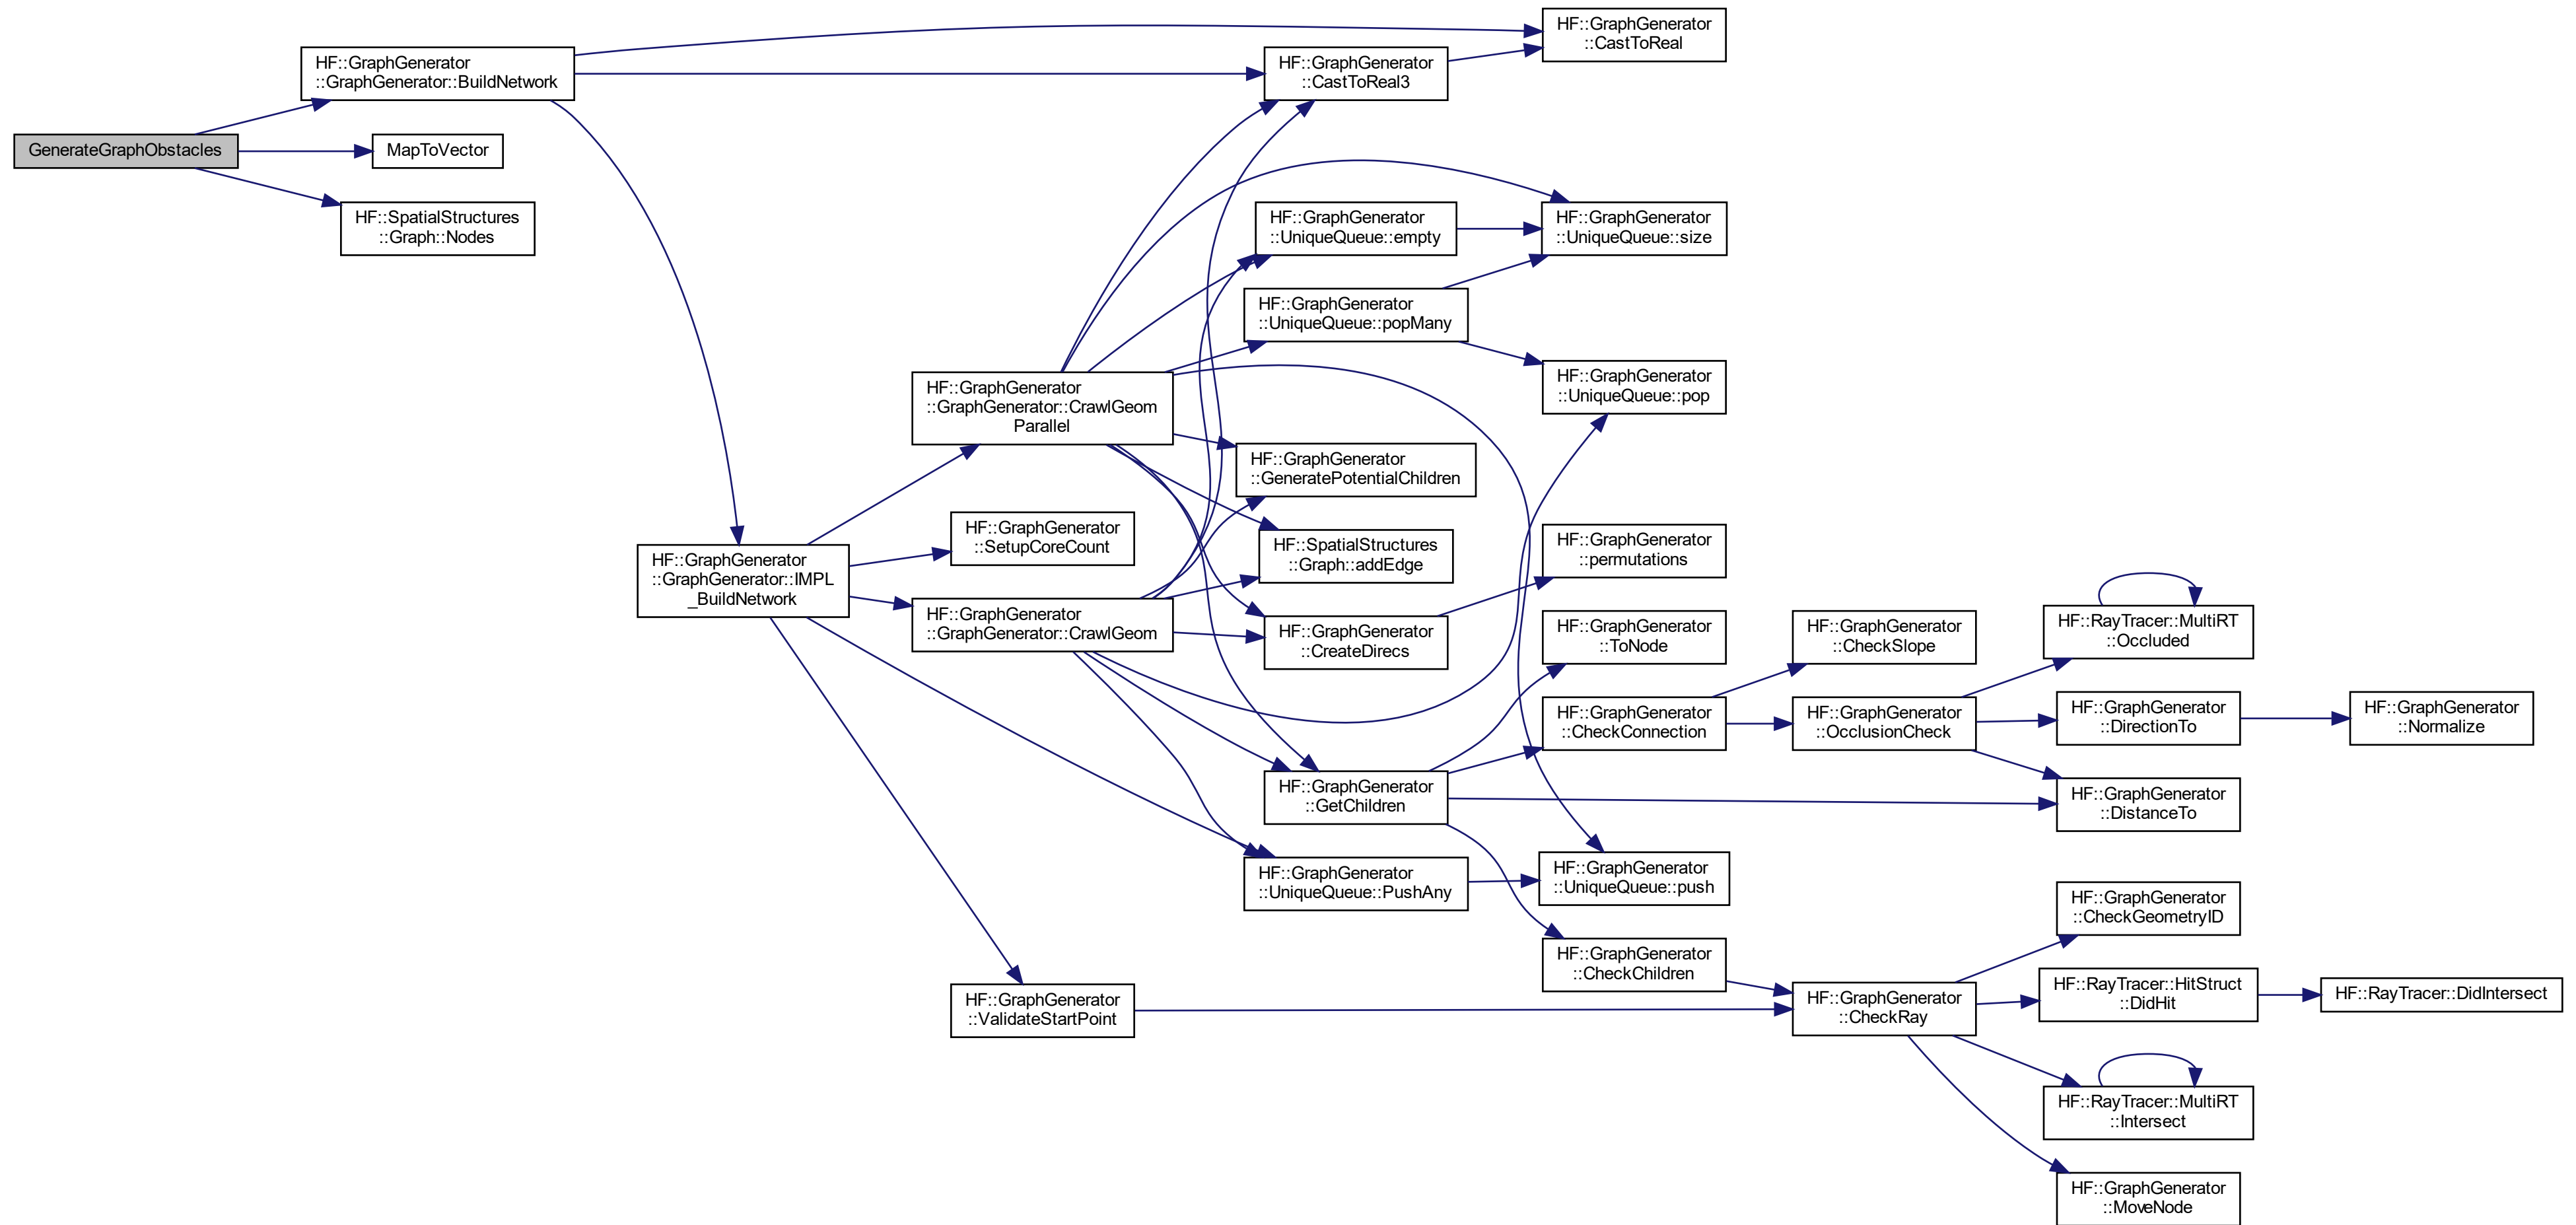 GenerateGraphObstacles
HF::GraphGenerator
::GraphGenerator::BuildNetwork
MapToVector
HF::SpatialStructures
::Graph::Nodes
HF::GraphGenerator
::GraphGenerator::IMPL
_BuildNetwork
HF::GraphGenerator
::GraphGenerator::CrawlGeom
Parallel
HF::GraphGenerator
::SetupCoreCount
HF::GraphGenerator
::GraphGenerator::CrawlGeom
HF::GraphGenerator
::ValidateStartPoint
HF::GraphGenerator
::CastToReal3
HF::GraphGenerator
::UniqueQueue::empty
HF::GraphGenerator
::UniqueQueue::popMany
HF::GraphGenerator
::GeneratePotentialChildren
HF::SpatialStructures
::Graph::addEdge
HF::GraphGenerator
::CreateDirecs
HF::GraphGenerator
::GetChildren
HF::GraphGenerator
::UniqueQueue::PushAny
HF::GraphGenerator
::CastToReal
HF::GraphGenerator
::UniqueQueue::size
HF::GraphGenerator
::UniqueQueue::pop
HF::GraphGenerator
::permutations
HF::GraphGenerator
::ToNode
HF::GraphGenerator
::CheckConnection
HF::GraphGenerator
::UniqueQueue::push
HF::GraphGenerator
::CheckChildren
HF::GraphGenerator
::CheckSlope
HF::GraphGenerator
::OcclusionCheck
HF::GraphGenerator
::CheckRay
HF::RayTracer::MultiRT
::Occluded
HF::GraphGenerator
::DirectionTo
HF::GraphGenerator
::DistanceTo
HF::GraphGenerator
::CheckGeometryID
HF::RayTracer::HitStruct
::DidHit
HF::RayTracer::MultiRT
::Intersect
HF::GraphGenerator
::MoveNode
HF::GraphGenerator
::Normalize
HF::RayTracer::DidIntersect